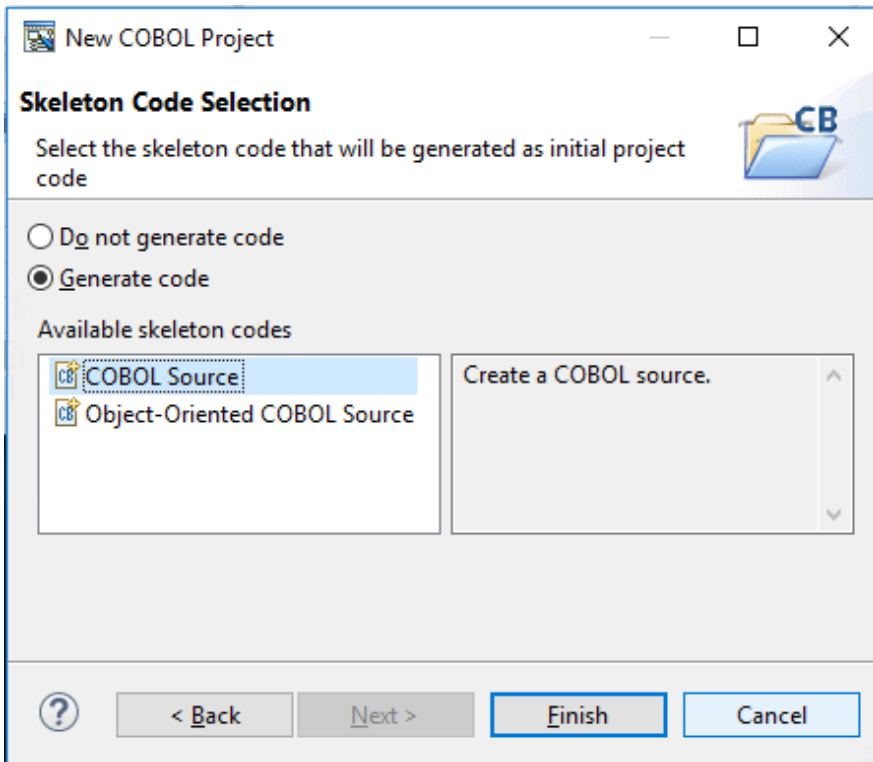 New COBOL Project
Skeleton Code Selection
Select the skeleton code that will be generated as initial project
code
CB
Do not generate code
Generate code
Available skeleton codes
CB COBOL Source
CB Object-Oriented COBOL Source
Create a COBOL source.
? < Back Next > Finish Cancel